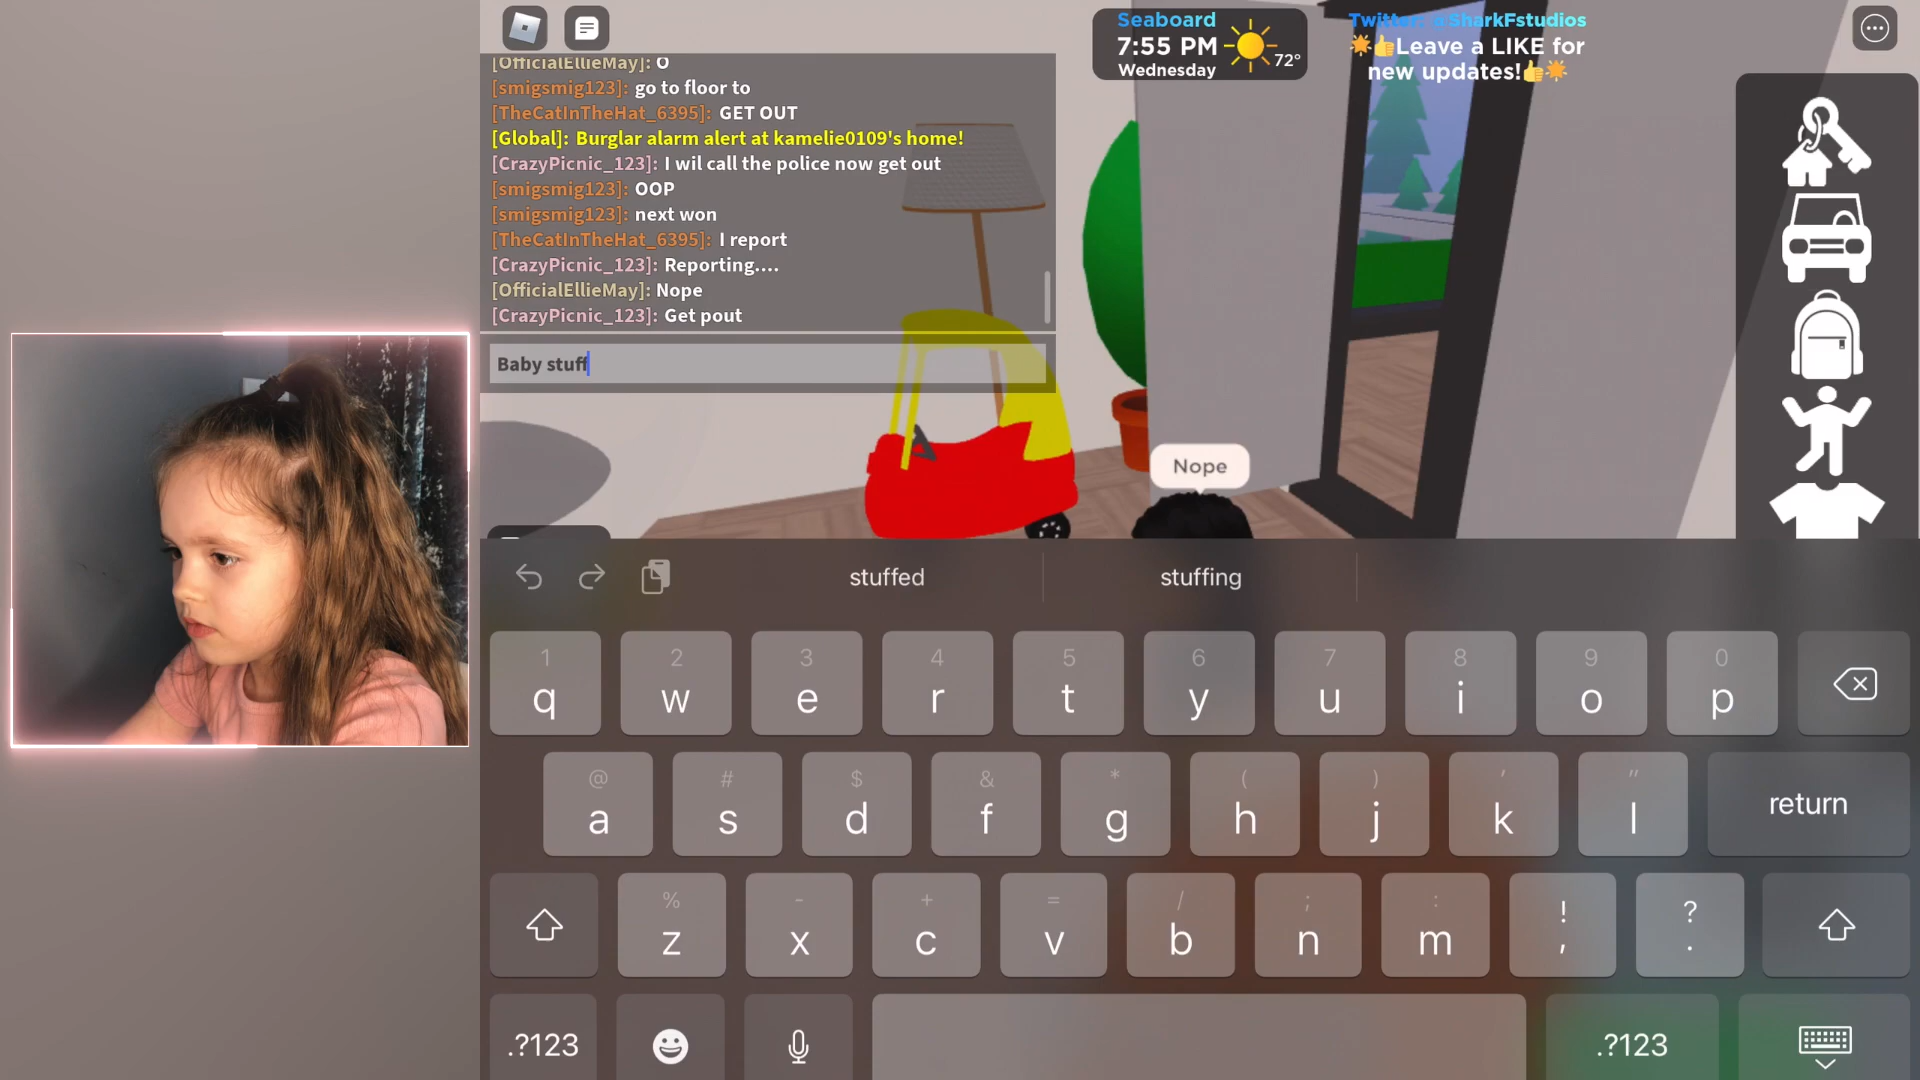 Seaboard
7:55 PM
72°
Wednesday
Twitter: @SharkFstudios
🌟👍Leave a LIKE for
new updates!👍🌟
[OfficialEllieMay]: O
[smigsmig123]: go to floor to
[TheCatInTheHat_6395]: GET OUT
[Global]: Burglar alarm alert at kamelie0109's home!
[CrazyPicnic_123]: I wil call the police now get out
[smigsmig123]: OOP
[smigsmig123]: next won
[TheCatInTheHat_6395]: I report
[CrazyPicnic_123]: Reporting....
[OfficialEllieMay]: Nope
[CrazyPicnic_123]: Get pout
Baby stuff
Nope
stuffed stuffing
1 2 3 4 5 6 7 8 9 0
q w e r t y u i o p
@ # $ & * ( ) ' "
a s d f g h j k l return
% - + = / ; : ! ?
z x c v b n m , .
.?123 .?123